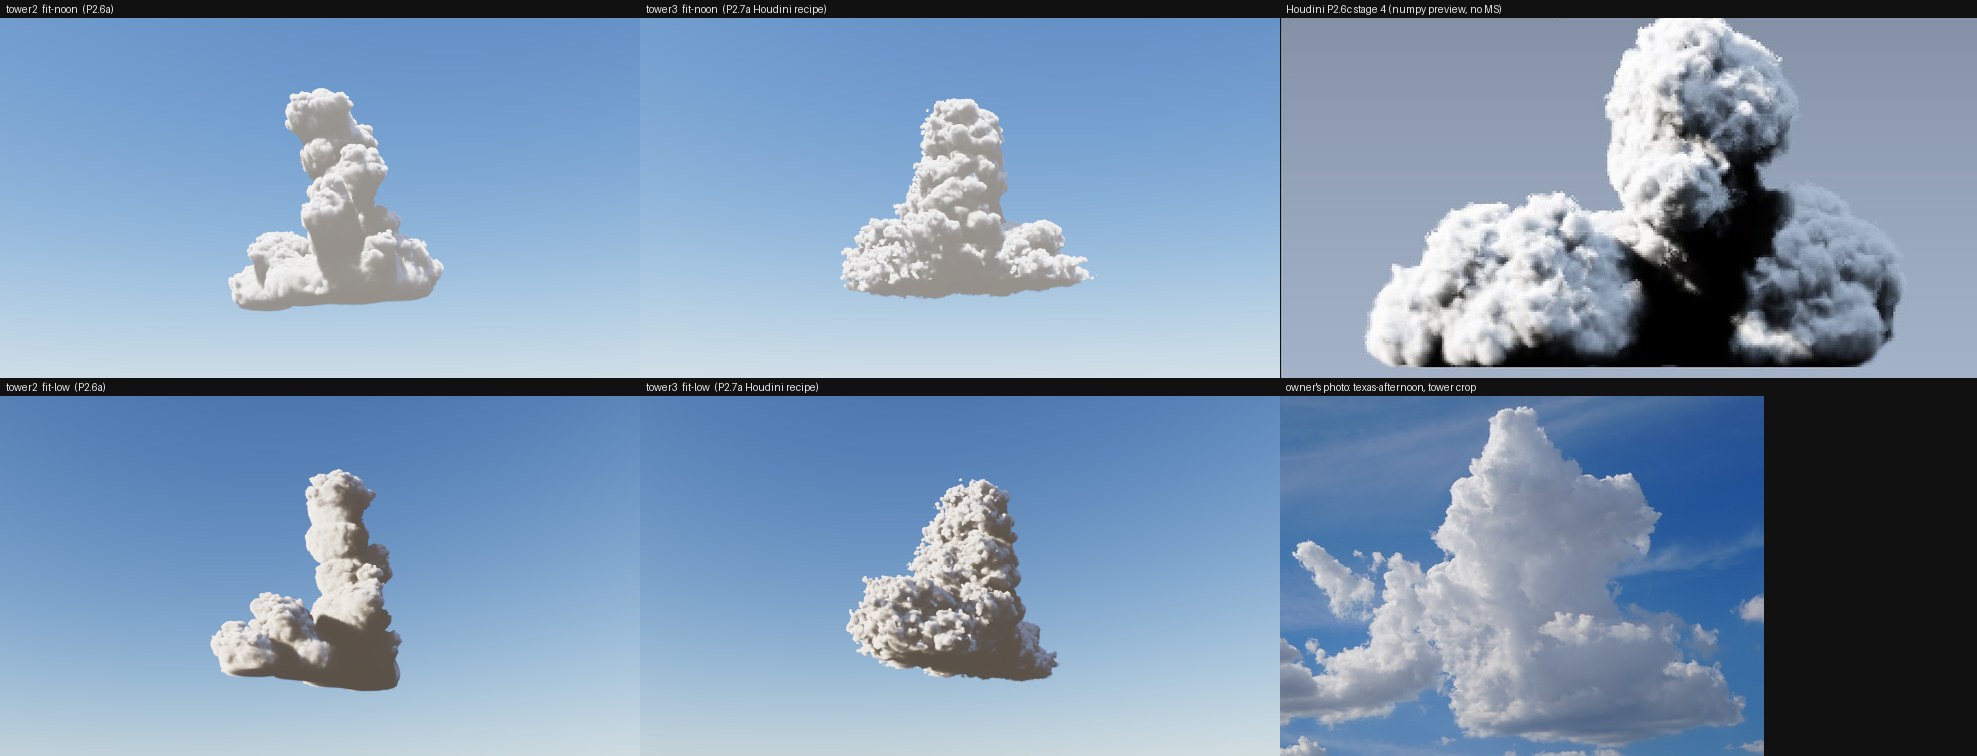 tower2 fit-noon (P2.6a)
tower3 fit-noon (P2.7a Houdini recipe)
Houdini P2.6c stage 4 (numpy preview, no MS)
tower2 fit-low (P2.6a)
tower3 fit-low (P2.7a Houdini recipe)
owner's photo: texas-afternoon, tower crop